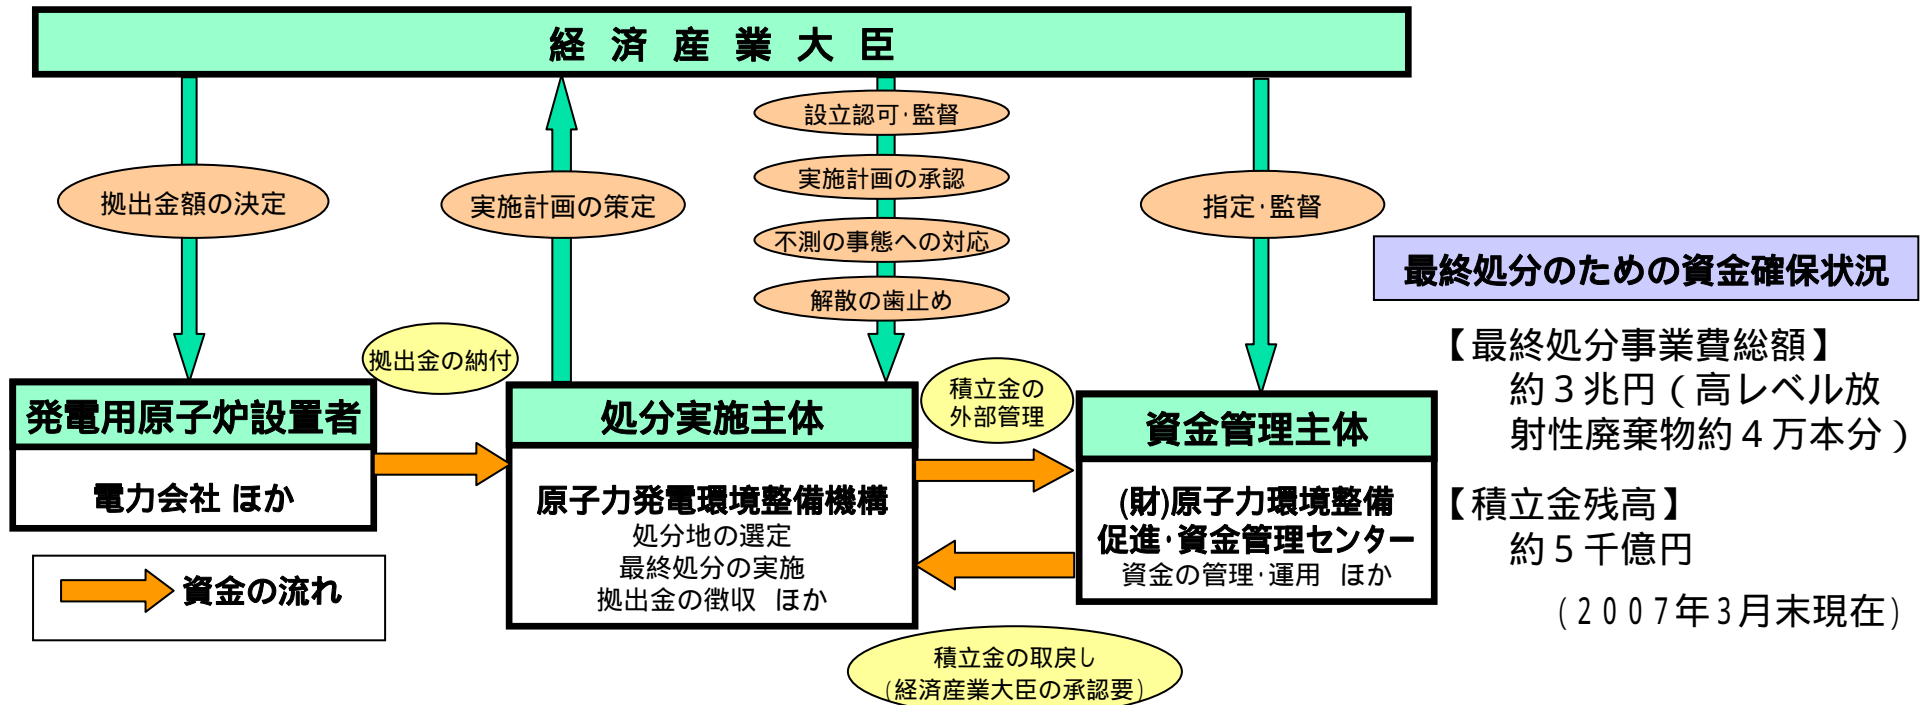 経済産業大臣
設立認可・監督
実施計画の承認
不測の事態への対応
解散の歯止め
拠出金額の決定
実施計画の策定
指定・監督
拠出金の納付
積立金の
外部管理
発電用原子炉設置者
電力会社 ほか
処分実施主体
原子力発電環境整備機構
処分地の選定
最終処分の実施
拠出金の徴収 ほか
資金管理主体
(財)原子力環境整備
促進・資金管理センター
資金の管理・運用 ほか
資金の流れ
積立金の取戻し
(経済産業大臣の承認要)
最終処分のための資金確保状況
【最終処分事業費総額】
約3兆円(高レベル放
射性廃棄物約4万本分)
【積立金残高】
約5千億円
(2007年3月末現在)